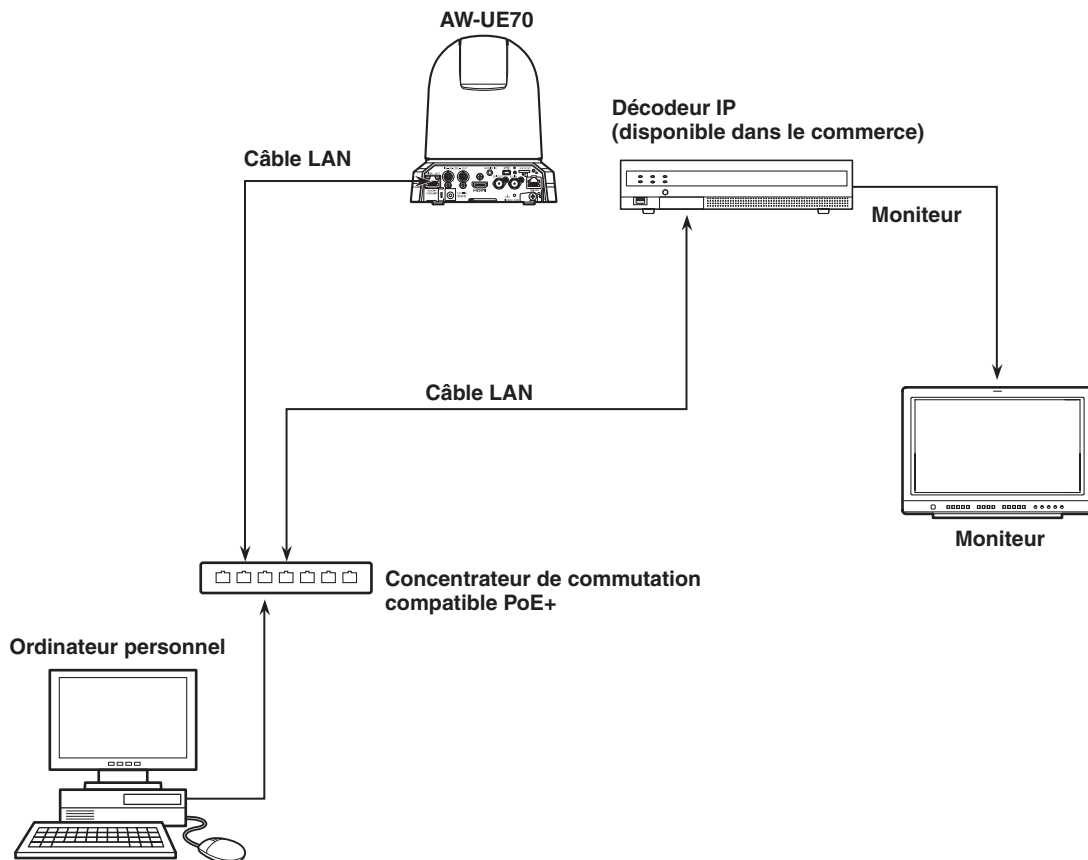 AW-UE70
Décodeur IP
(disponible dans le commerce)
Câble LAN
HDMI
Moniteur
Câble LAN
Moniteur
Concentrateur de commutation
compatible PoE+
Ordinateur personnel